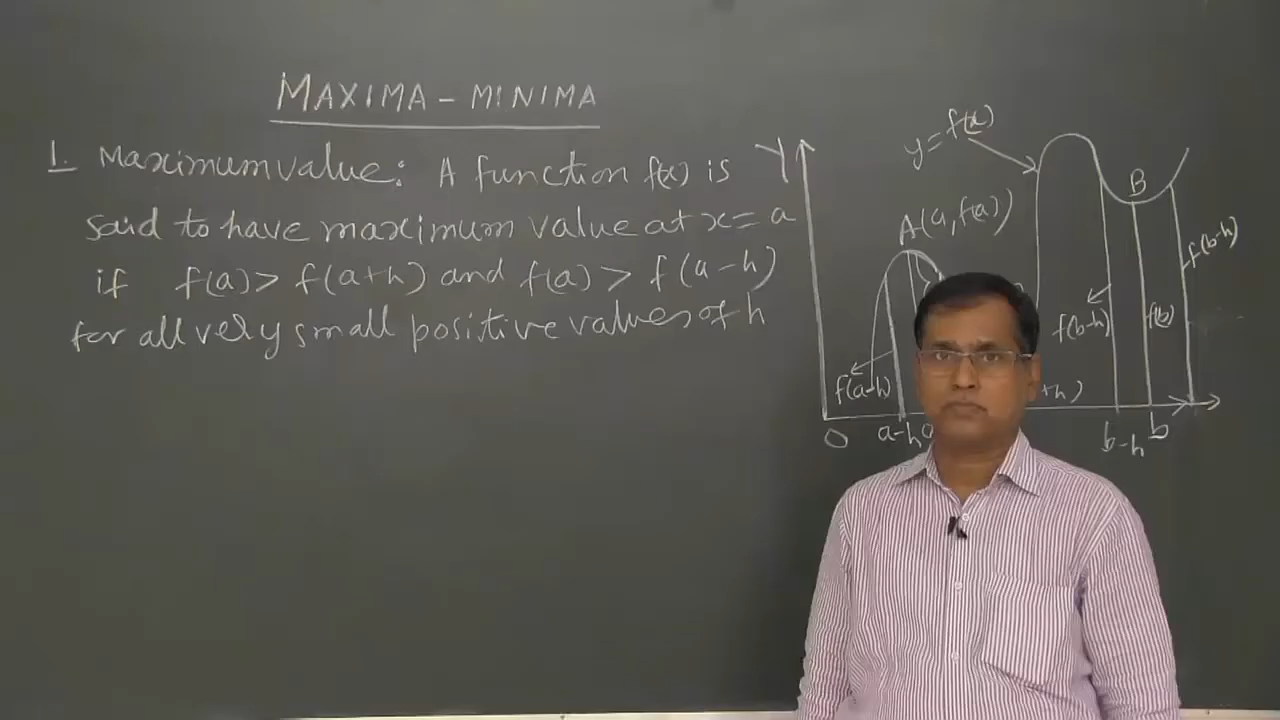 MAXIMA - MINIMA
1. Maximum value: A function f(x) is
said to have maximum value at x = a
if f(a) > f(a+h) and f(a) > f(a-h)
for all very small positive values of h
y = f(x)
Y
B
A(a, f(a))
f(b-h)
f(b-h)
f(b)
f(a-h)
+h)
O
a-h
b-h
b